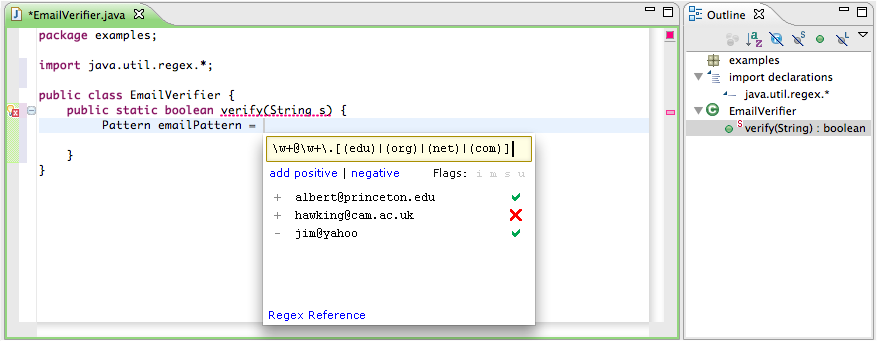 *EmailVerifier.java
package examples;
import java.util.regex.*;
public class EmailVerifier {
public static boolean verify(String s) {
Pattern emailPattern =
}
}
\w+@\w+\.[(edu)|(org)|(net)|(com)]
add positive | negative Flags: i m s u
+ albert@princeton.edu
+ hawking@cam.ac.uk
- jim@yahoo
Regex Reference
Outline
examples
import declarations
java.util.regex.*
EmailVerifier
verify(String) : boolean